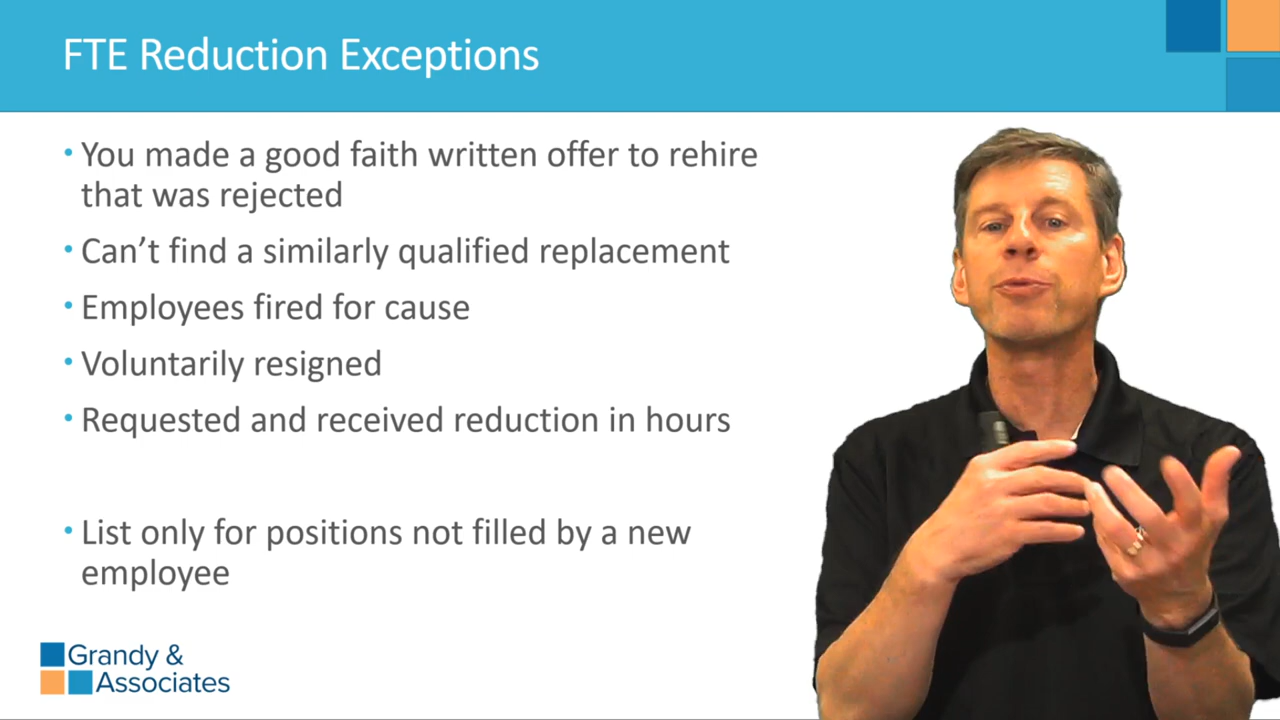 FTE Reduction Exceptions
• You made a good faith written offer to rehire
that was rejected
• Can’t find a similarly qualified replacement
• Employees fired for cause
• Voluntarily resigned
• Requested and received reduction in hours
• List only for positions not filled by a new
employee
Grandy &
Associates